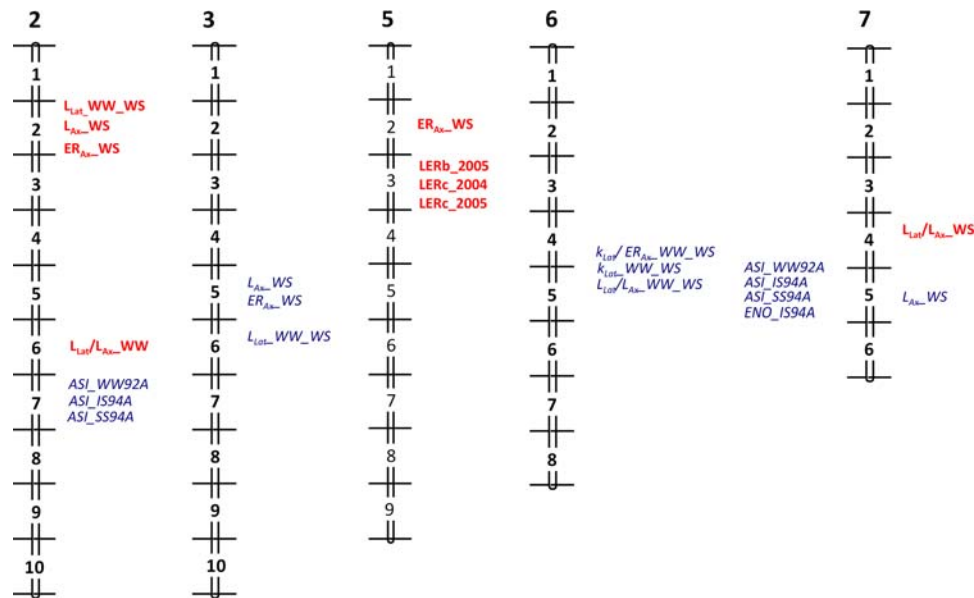 2
1
2
3
4
5
6
7
8
9
10
L_Lat_WW_WS
L_Ax_WS
ER_Ax_WS
L_Lat/L_Ax_WW
ASI_WW92A
ASI_IS94A
ASI_SS94A
3
1
2
3
4
5
6
7
8
9
10
L_Ax_WS
ER_Ax_WS
L_Lat_WW_WS
5
1
2
3
4
5
6
7
8
9
ER_Ax_WS
LERb_2005
LERc_2004
LERc_2005
6
1
2
3
4
5
6
7
8
k_Lat/ER_Ax_WW_WS
k_Lat_WW_WS
L_Lat/L_Ax_WW_WS
ASI_WW92A
ASI_IS94A
ASI_SS94A
ENO_IS94A
7
1
2
3
4
5
6
L_Lat/L_Ax_WS
L_Ax_WS